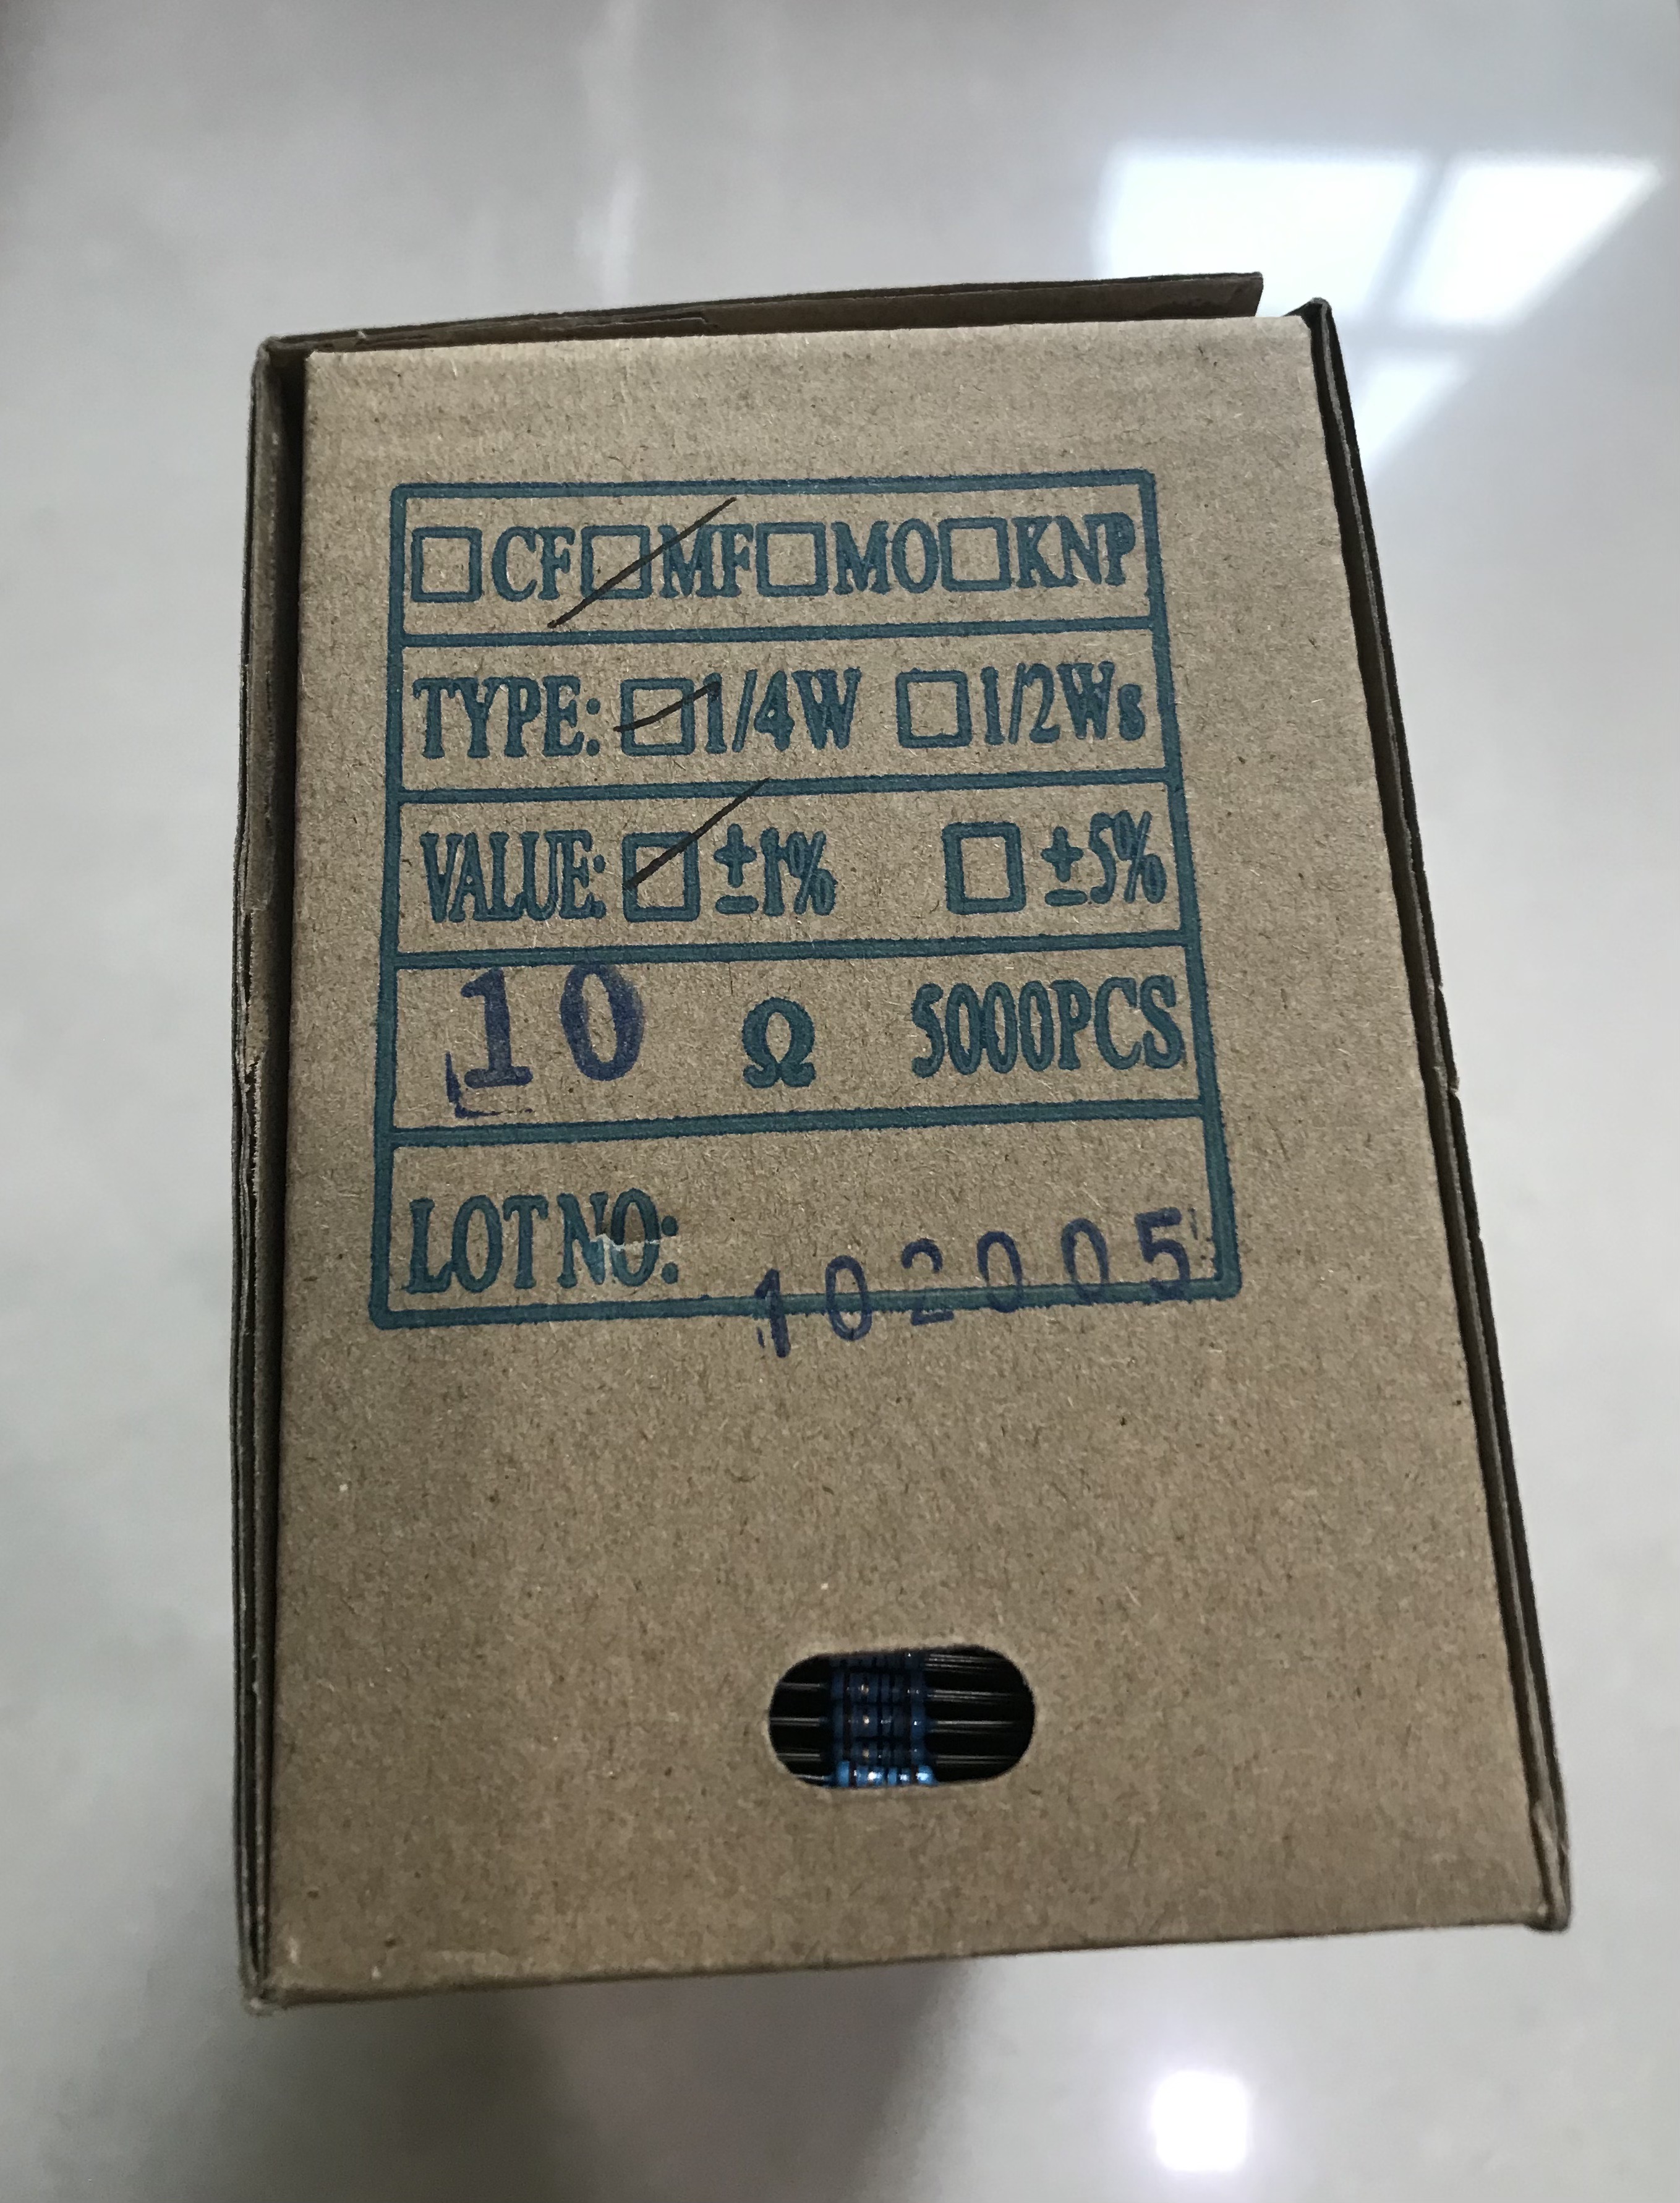 □CF□MF□MO□KNP
TYPE:□1/4W □1/2Ws
VALUE:□±1% □±5%
10 Ω 5000PCS
LOT NO: 102005